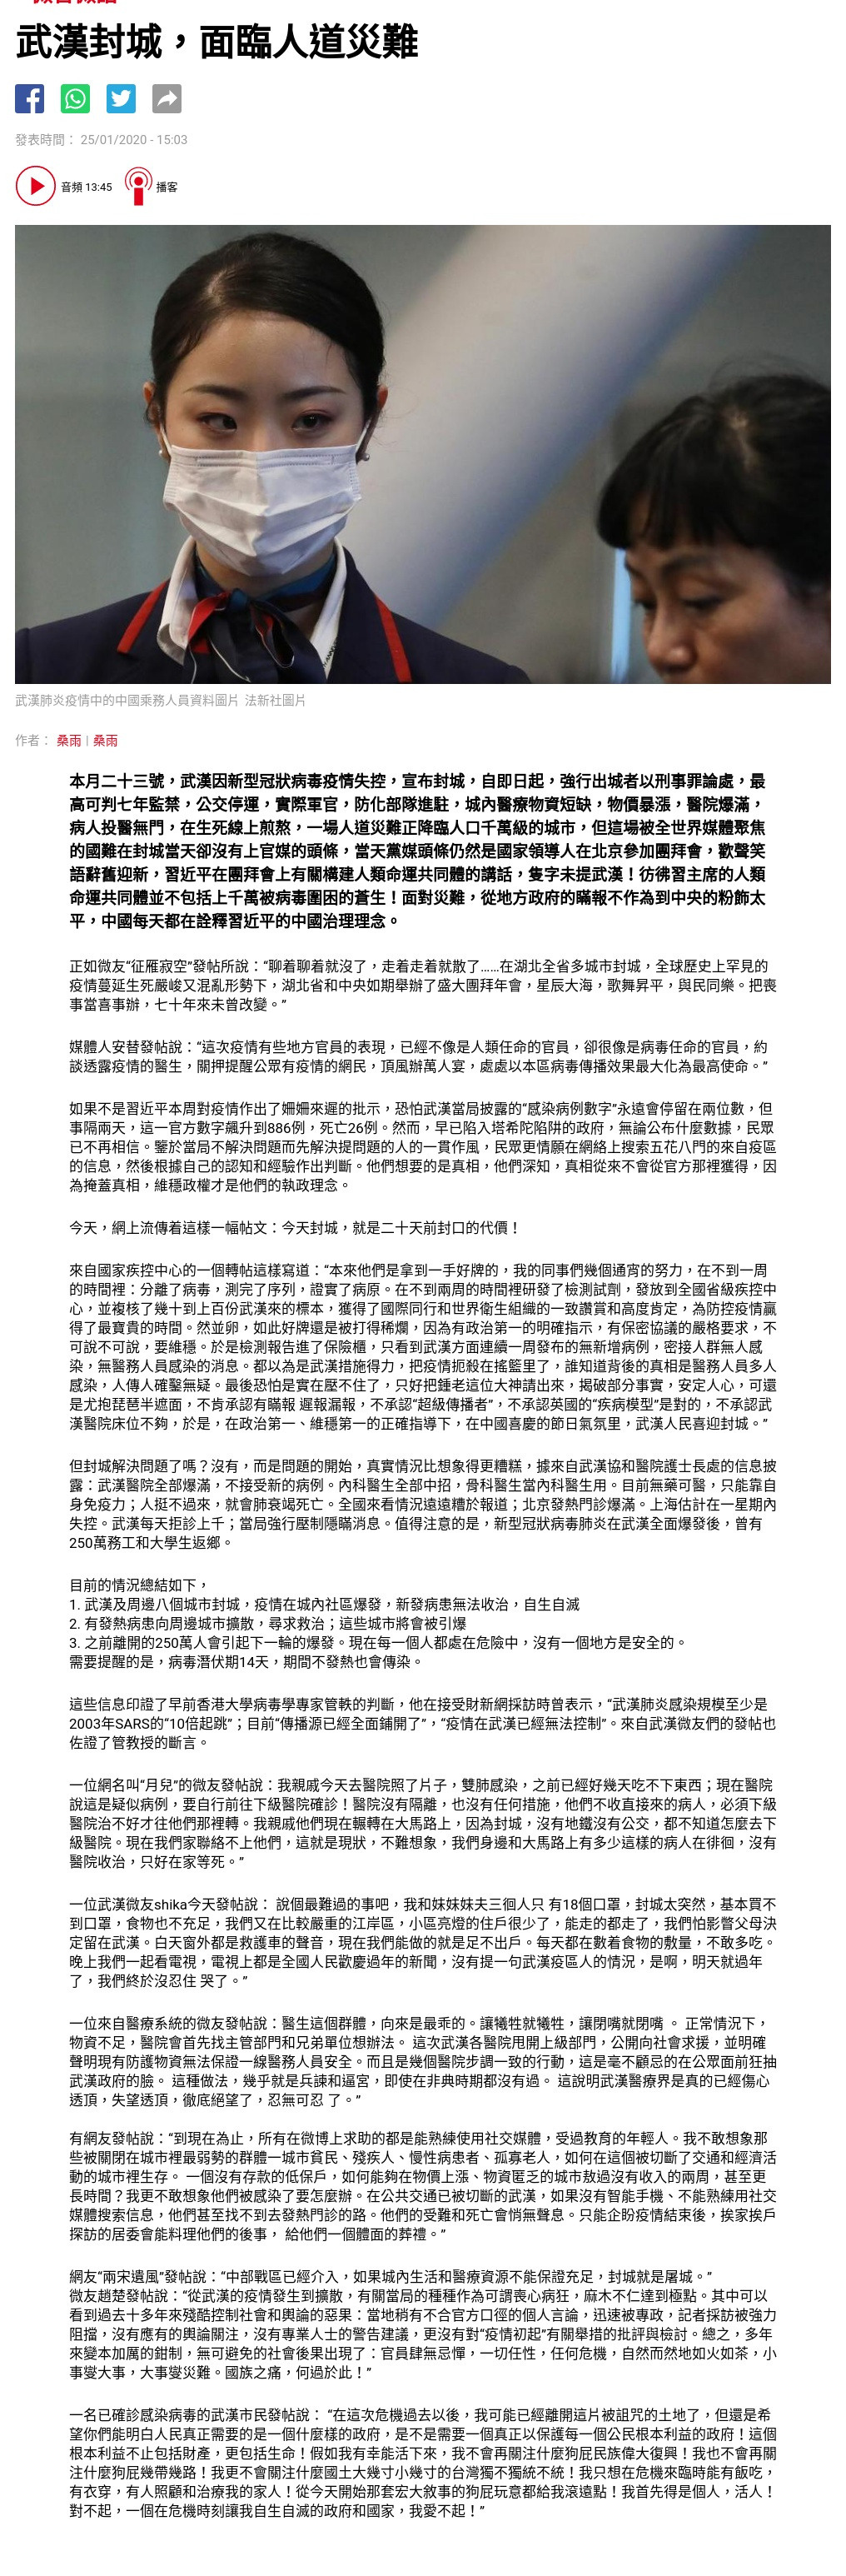 武漢封城，面臨人道災難
發表時間： 25/01/2020 - 15:03
音頻 13:45 播客
武漢肺炎疫情中的中國乘務人員資料圖片 法新社圖片
作者： 桑雨 | 桑雨
本月二十三號，武漢因新型冠狀病毒疫情失控，宣布封城，自即日起，強行出城者以刑事罪論處，最
高可判七年監禁，公交停運，實際軍官，防化部隊進駐，城內醫療物資短缺，物價暴漲，醫院爆滿，
病人投醫無門，在生死線上煎熬，一場人道災難正降臨人口千萬級的城市，但這場被全世界媒體聚焦
的國難在封城當天卻沒有上官媒的頭條，當天黨媒頭條仍然是國家領導人在北京參加團拜會，歡聲笑
語辭舊迎新，習近平在團拜會上有關構建人類命運共同體的講話，隻字未提武漢！彷彿習主席的人類
命運共同體並不包括上千萬被病毒圍困的蒼生！面對災難，從地方政府的瞞報不作為到中央的粉飾太
平，中國每天都在詮釋習近平的中國治理理念。
正如微友“征雁寂空”發帖所說：“聊着聊着就沒了，走着走着就散了……在湖北全省多城市封城，全球歷史上罕見的
疫情蔓延生死嚴峻又混亂形勢下，湖北省和中央如期舉辦了盛大團拜年會，星辰大海，歌舞昇平，與民同樂。把喪
事當喜事辦，七十年來未曾改變。”
媒體人安替發帖說：“這次疫情有些地方官員的表現，已經不像是人類任命的官員，卻很像是病毒任命的官員，約
談透露疫情的醫生，關押提醒公眾有疫情的網民，頂風辦萬人宴，處處以本區病毒傳播效果最大化為最高使命。”
如果不是習近平本周對疫情作出了姍姍來遲的批示，恐怕武漢當局披露的“感染病例數字”永遠會停留在兩位數，但
事隔兩天，這一官方數字飆升到886例，死亡26例。然而，早已陷入塔希陀陷阱的政府，無論公布什麼數據，民眾
已不再相信。鑒於當局不解決問題而先解決提問題的人的一貫作風，民眾更情願在網絡上搜索五花八門的來自疫區
的信息，然後根據自己的認知和經驗作出判斷。他們想要的是真相，他們深知，真相從來不會從官方那裡獲得，因
為掩蓋真相，維穩政權才是他們的執政理念。
今天，網上流傳着這樣一幅帖文：今天封城，就是二十天前封口的代價！
來自國家疾控中心的一個轉帖這樣寫道：“本來他們是拿到一手好牌的，我的同事們幾個通宵的努力，在不到一周
的時間裡：分離了病毒，測完了序列，證實了病原。在不到兩周的時間裡研發了檢測試劑，發放到全國省級疾控中
心，並複核了幾十到上百份武漢來的標本，獲得了國際同行和世界衛生組織的一致讚賞和高度肯定，為防控疫情贏
得了最寶貴的時間。然並卵，如此好牌還是被打得稀爛，因為有政治第一的明確指示，有保密協議的嚴格要求，不
可說不可說，要維穩。於是檢測報告進了保險櫃，只看到武漢方面連續一周發布的無新增病例，密接人群無人感
染，無醫務人員感染的消息。都以為是武漢措施得力，把疫情扼殺在搖籃里了，誰知道背後的真相是醫務人員多人
感染，人傳人確鑿無疑。最後恐怕是實在壓不住了，只好把鍾老這位大神請出來，揭破部分事實，安定人心，可還
是尤抱琵琶半遮面，不肯承認有瞞報 遲報漏報，不承認“超級傳播者”，不承認英國的“疾病模型”是對的，不承認武
漢醫院床位不夠，於是，在政治第一、維穩第一的正確指導下，在中國喜慶的節日氣氛里，武漢人民喜迎封城。”
但封城解決問題了嗎？沒有，而是問題的開始，真實情況比想象得更糟糕，據來自武漢協和醫院護士長處的信息披
露：武漢醫院全部爆滿，不接受新的病例。內科醫生全部中招，骨科醫生當內科醫生用。目前無藥可醫，只能靠自
身免疫力；人挺不過來，就會肺衰竭死亡。全國來看情況遠遠糟於報道；北京發熱門診爆滿。上海估計在一星期內
失控。武漢每天拒診上千；當局強行壓制隱瞞消息。值得注意的是，新型冠狀病毒肺炎在武漢全面爆發後，曾有
250萬務工和大學生返鄉。
目前的情況總結如下，
1. 武漢及周邊八個城市封城，疫情在城內社區爆發，新發病患無法收治，自生自滅
2. 有發熱病患向周邊城市擴散，尋求救治；這些城市將會被引爆
3. 之前離開的250萬人會引起下一輪的爆發。現在每一個人都處在危險中，沒有一個地方是安全的。
需要提醒的是，病毒潛伏期14天，期間不發熱也會傳染。
這些信息印證了早前香港大學病毒學專家管軼的判斷，他在接受財新網採訪時曾表示，“武漢肺炎感染規模至少是
2003年SARS的“10倍起跳”；目前“傳播源已經全面鋪開了”，“疫情在武漢已經無法控制”。來自武漢微友們的發帖也
佐證了管教授的斷言。
一位網名叫“月兒”的微友發帖說：我親戚今天去醫院照了片子，雙肺感染，之前已經好幾天吃不下東西；現在醫院
說這是疑似病例，要自行前往下級醫院確診！醫院沒有隔離，也沒有任何措施，他們不收直接來的病人，必須下級
醫院治不好才往他們那裡轉。我親戚他們現在輾轉在大馬路上，因為封城，沒有地鐵沒有公交，都不知道怎麼去下
級醫院。現在我們家聯絡不上他們，這就是現狀，不難想象，我們身邊和大馬路上有多少這樣的病人在徘徊，沒有
醫院收治，只好在家等死。”
一位武漢微友shika今天發帖說： 說個最難過的事吧，我和妹妹妹夫三個人只 有18個口罩，封城太突然，基本買不
到口罩，食物也不充足，我們又在比較嚴重的江岸區，小區亮燈的住戶很少了，能走的都走了，我們怕影響父母決
定留在武漢。白天窗外都是救護車的聲音，現在我們能做的就是足不出戶。每天都在數着食物的數量，不敢多吃。
晚上我們一起看電視，電視上都是全國人民歡慶過年的新聞，沒有提一句武漢疫區人的情況，是啊，明天就過年
了，我們終於沒忍住 哭了。”
一位來自醫療系統的微友發帖說：醫生這個群體，向來是最乖的。讓犧牲就犧牲，讓閉嘴就閉嘴 。 正常情況下，
物資不足，醫院會首先找主管部門和兄弟單位想辦法。 這次武漢各醫院甩開上級部門，公開向社會求援，並明確
聲明現有防護物資無法保證一線醫務人員安全。而且是幾個醫院步調一致的行動，這是毫不顧忌的在公眾面前狂抽
武漢政府的臉。 這種做法，幾乎就是兵諫和逼宮，即使在非典時期都沒有過。 這說明武漢醫療界是真的已經傷心
透頂，失望透頂，徹底絕望了，忍無可忍 了。”
有網友發帖說：“到現在為止，所有在微博上求助的都是能熟練使用社交媒體，受過教育的年輕人。我不敢想象那
些被關閉在城市裡最弱勢的群體一城市貧民、殘疾人、慢性病患者、孤寡老人，如何在這個被切斷了交通和經濟活
動的城市裡生存。 一個沒有存款的低保戶，如何能夠在物價上漲、物資匱乏的城市敖過沒有收入的兩周，甚至更
長時間？我更不敢想象他們被感染了要怎麼辦。在公共交通已被切斷的武漢，如果沒有智能手機、不能熟練用社交
媒體搜索信息，他們甚至找不到去發熱門診的路。他們的受難和死亡會悄無聲息。只能企盼疫情結束後，挨家挨戶
探訪的居委會能料理他們的後事， 給他們一個體面的葬禮。”
網友“兩宋遺風”發帖說：“中部戰區已經介入，如果城內生活和醫療資源不能保證充足，封城就是屠城。”
微友趙楚發帖說：“從武漢的疫情發生到擴散，有關當局的種種作為可謂喪心病狂，麻木不仁達到極點。其中可以
看到過去十多年來殘酷控制社會和輿論的惡果：當地稍有不合官方口徑的個人言論，迅速被專政，記者採訪被強力
阻擋，沒有應有的輿論關注，沒有專業人士的警告建議，更沒有對“疫情初起”有關舉措的批評與檢討。總之，多年
來變本加厲的鉗制，無可避免的社會後果出現了：官員肆無忌憚，一切任性，任何危機，自然而然地如火如荼，小
事變大事，大事變災難。國族之痛，何過於此！”
一名已確診感染病毒的武漢市民發帖說： “在這次危機過去以後，我可能已經離開這片被詛咒的土地了，但還是希
望你們能明白人民真正需要的是一個什麼樣的政府，是不是需要一個真正以保護每一個公民根本利益的政府！這個
根本利益不止包括財產，更包括生命！假如我有幸能活下來，我不會再關注什麼狗屁民族偉大復興！我也不會再關
注什麼狗屁幾帶幾路！我更不會關注什麼國土大幾寸小幾寸的台灣獨不獨統不統！我只想在危機來臨時能有飯吃，
有衣穿，有人照顧和治療我的家人！從今天開始那套宏大敘事的狗屁玩意都給我滾遠點！我首先得是個人，活人！
對不起，一個在危機時刻讓我自生自滅的政府和國家，我愛不起！”